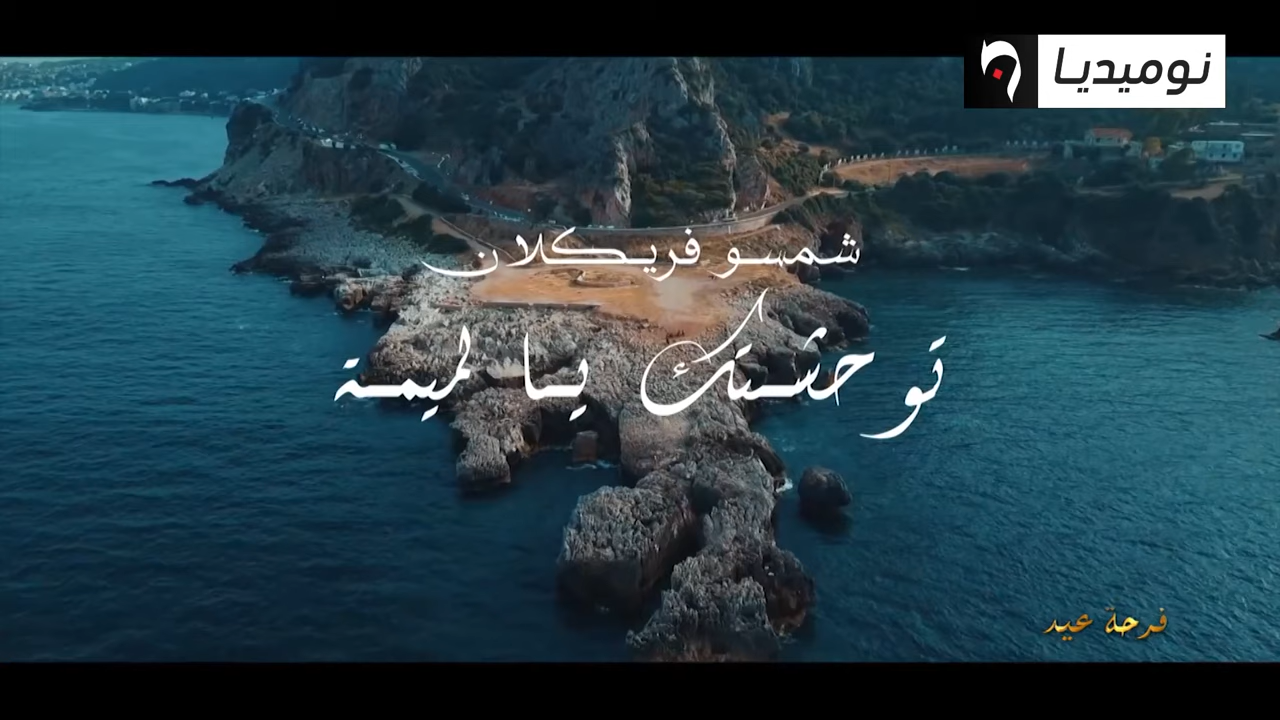 نوميديا
شمسو فريكلان
توحشتك يا لميمة
فرحة عيد